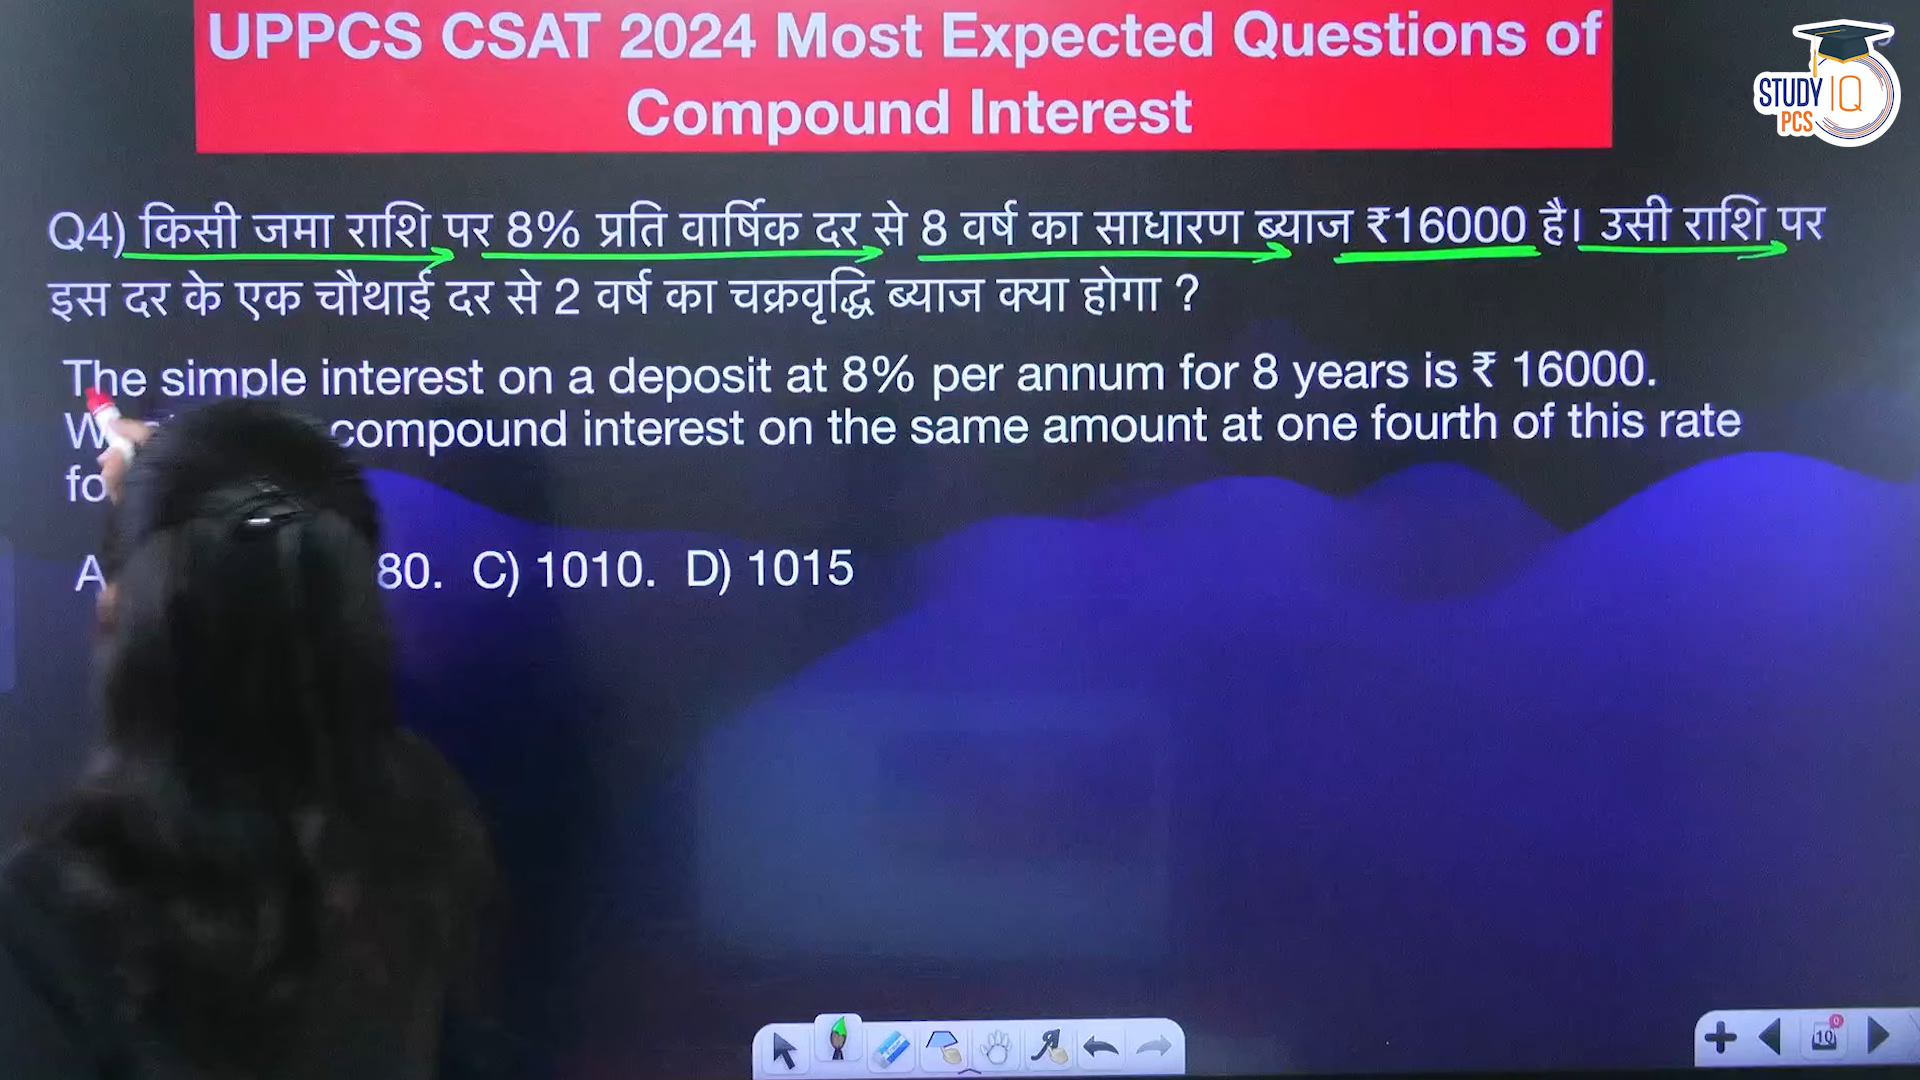 UPPCS CSAT 2024 Most Expected Questions of
Compound Interest
STUDY IQ
PCS
Q4) किसी जमा राशि पर 8% प्रति वार्षिक दर से 8 वर्ष का साधारण ब्याज ₹16000 है। उसी राशि पर
इस दर के एक चौथाई दर से 2 वर्ष का चक्रवृद्धि ब्याज क्या होगा ?
The simple interest on a deposit at 8% per annum for 8 years is ₹ 16000.
compound interest on the same amount at one fourth of this rate
A 80. C) 1010. D) 1015
10
0